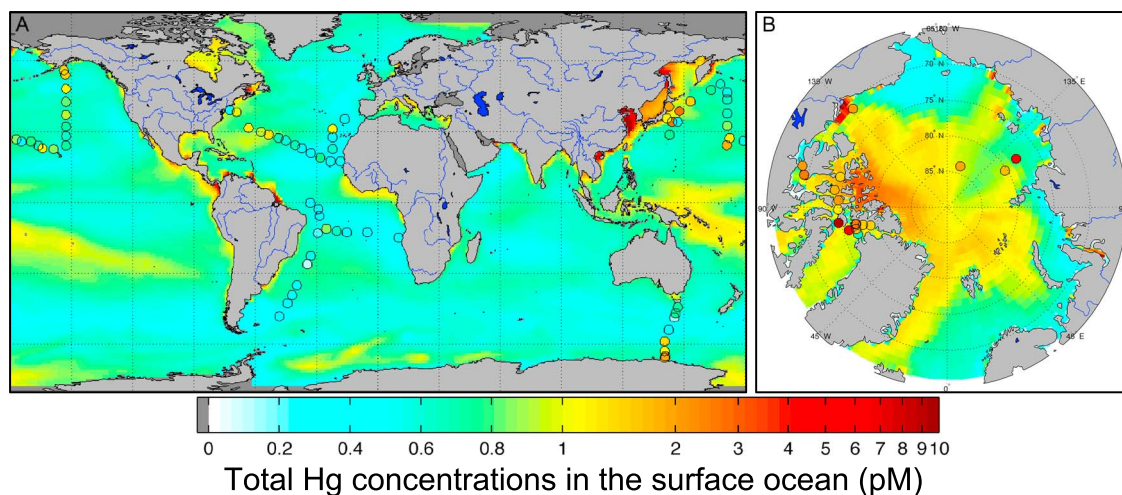 A
B
135 W
180 W
70 N
135 E
75 N
80 N
85 N
90 W
45 W
45 E
0°
0 0.2 0.4 0.6 0.8 1 2 3 4 5 6 7 8 9 10
Total Hg concentrations in the surface ocean (pM)